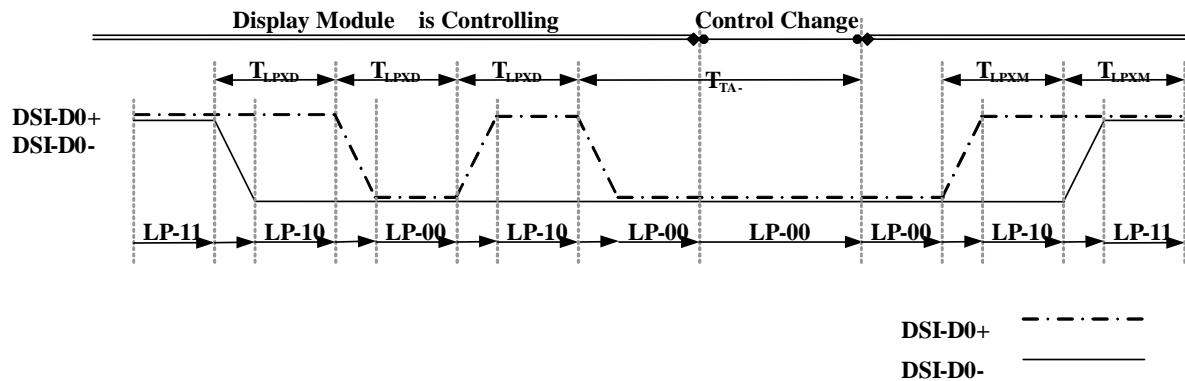 Display Module is Controlling Control Change
TLPXD TLPXD TLPXD TTA- TLPXM TLPXM
DSI-D0+
DSI-D0-
LP-11 LP-10 LP-00 LP-10 LP-00 LP-00 LP-00 LP-10 LP-11
DSI-D0+
DSI-D0-